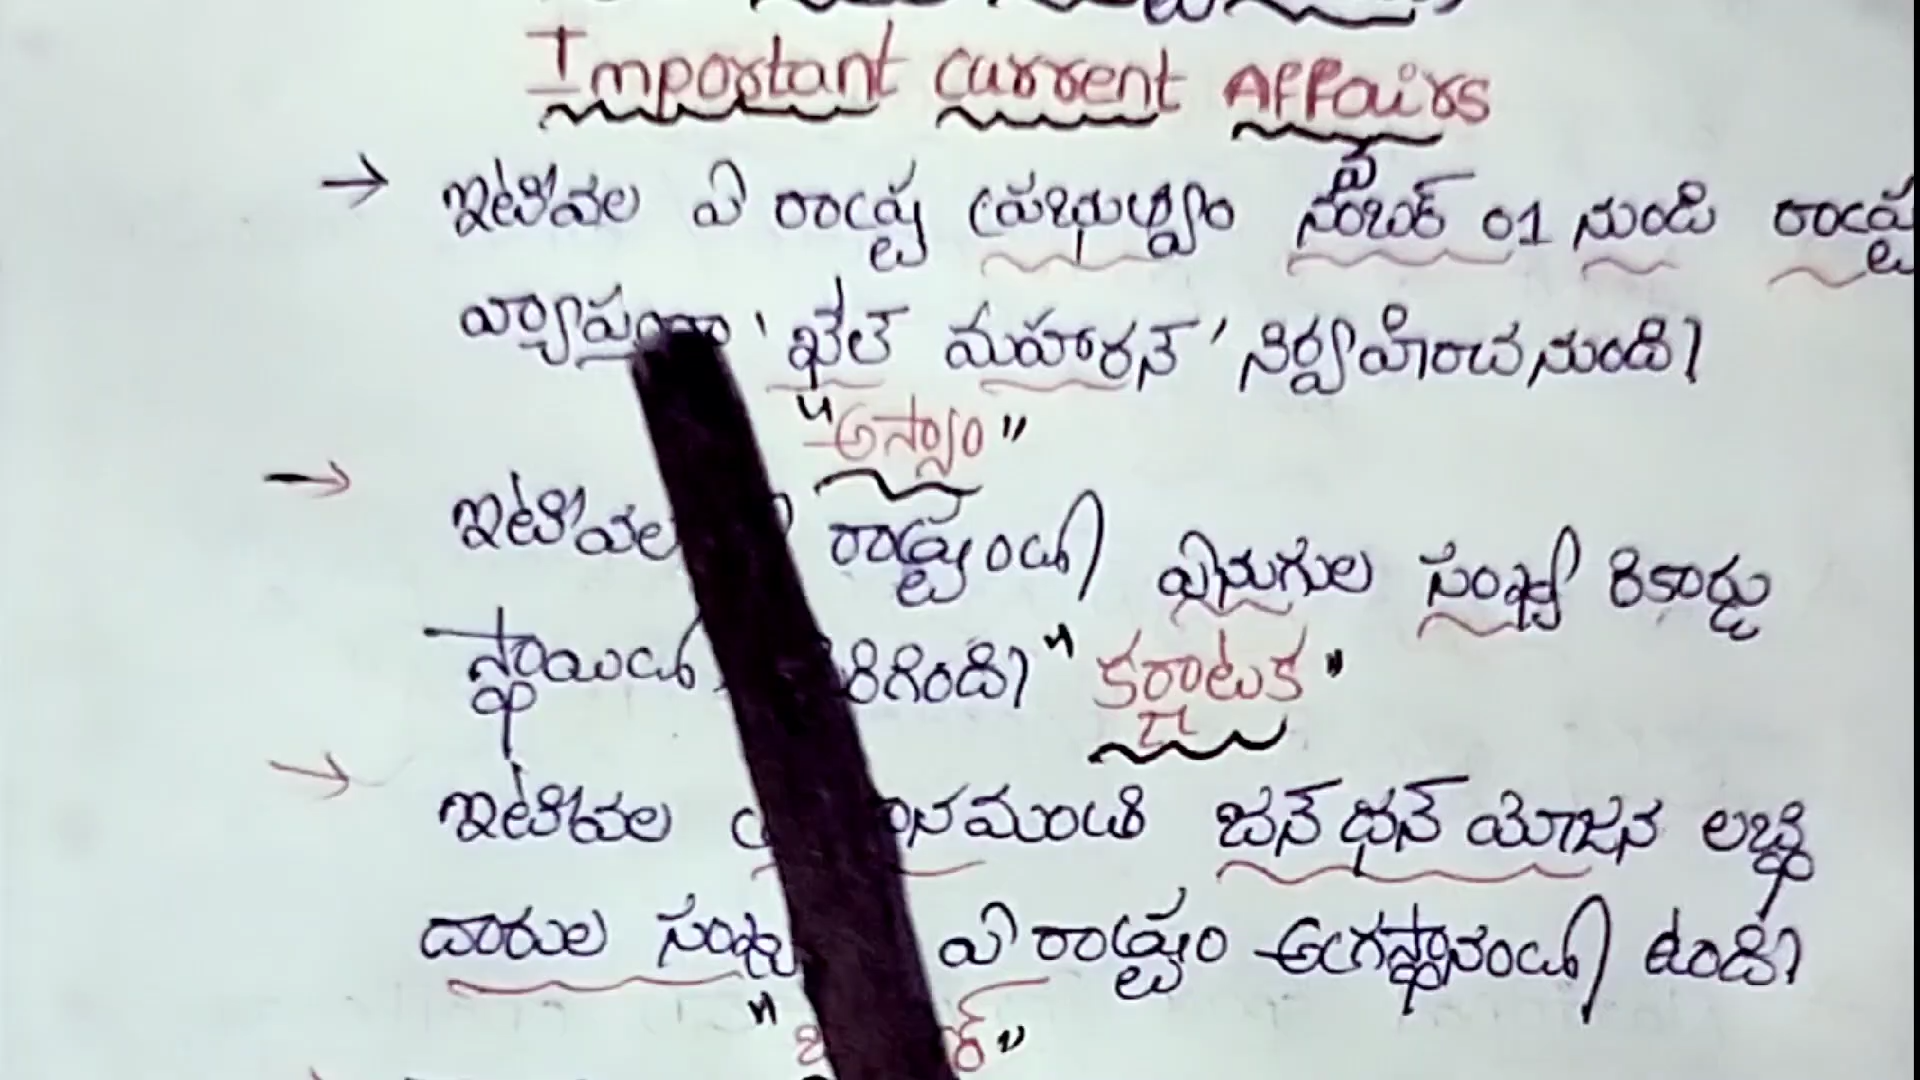 Important Current Affairs
ఇటీవల ఏ రాష్ట్ర ప్రభుత్వం నవంబర్ 01 నుండి రాష్ట్ర
వ్యాప్తంగా 'ఖేల్ మహారన్' నిర్వహించనుంది?
"అస్సాం"
ఇటీవల రాష్ట్రంలో ఏనుగుల సంఖ్య రికార్డు
స్థాయిలో పెరిగింది? "కర్ణాటక"
ఇటీవల జన్ ధన్ యోజన లబ్ధి
దారుల సంఖ్య ఏ రాష్ట్రం అగ్రస్థానంలో ఉంది?